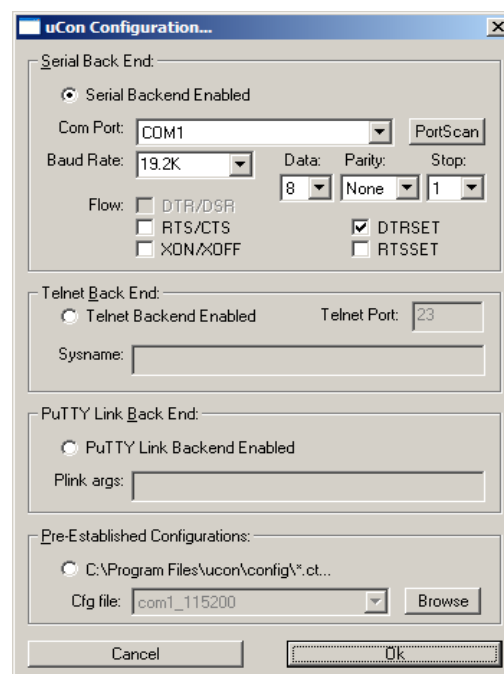 uCon Configuration...
Serial Back End:
Serial Backend Enabled
Com Port: COM1 PortScan
Baud Rate: 19.2K Data: Parity: Stop:
8 None 1
Flow: DTR/DSR
RTS/CTS DTRSET
XON/XOFF RTSSET
Telnet Back End:
Telnet Backend Enabled Telnet Port: 23
Sysname:
PuTTY Link Back End:
PuTTY Link Backend Enabled
Plink args:
Pre-Established Configurations:
C:\Program Files\ucon\config\*.ct...
Cfg file: com1_115200 Browse
Cancel Ok